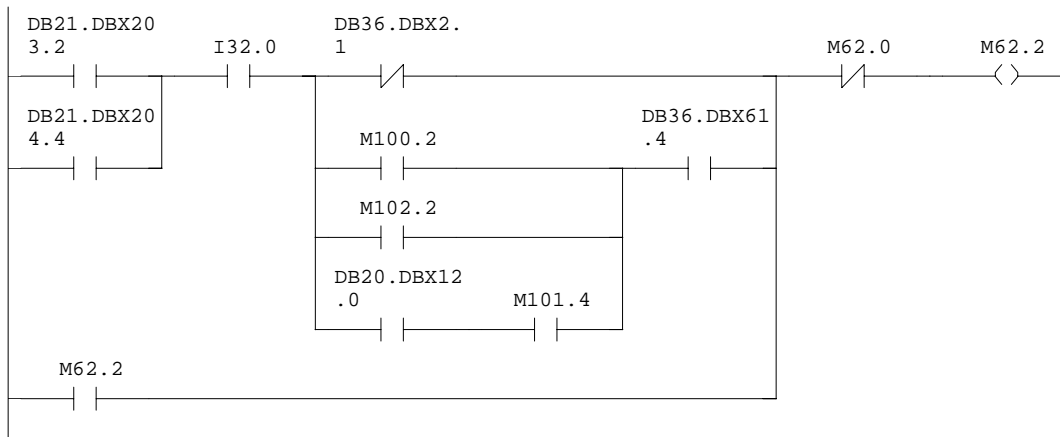 DB21.DBX20 DB36.DBX2.
3.2 I32.0 1 M62.0 M62.2
DB21.DBX20 DB36.DBX61
4.4 M100.2 .4
M102.2
DB20.DBX12
.0 M101.4
M62.2